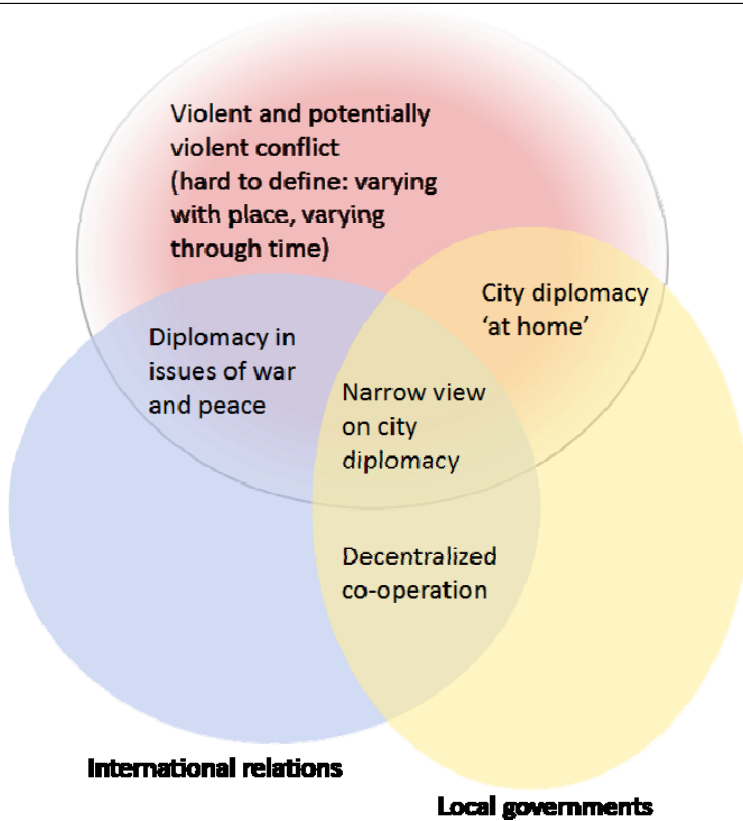 Violent and potentially
violent conflict
(hard to define: varying
with place, varying
through time)
City diplomacy
‘at home’
Diplomacy in
issues of war
and peace
Narrow view
on city
diplomacy
Decentralized
co-operation
International relations
Local governments